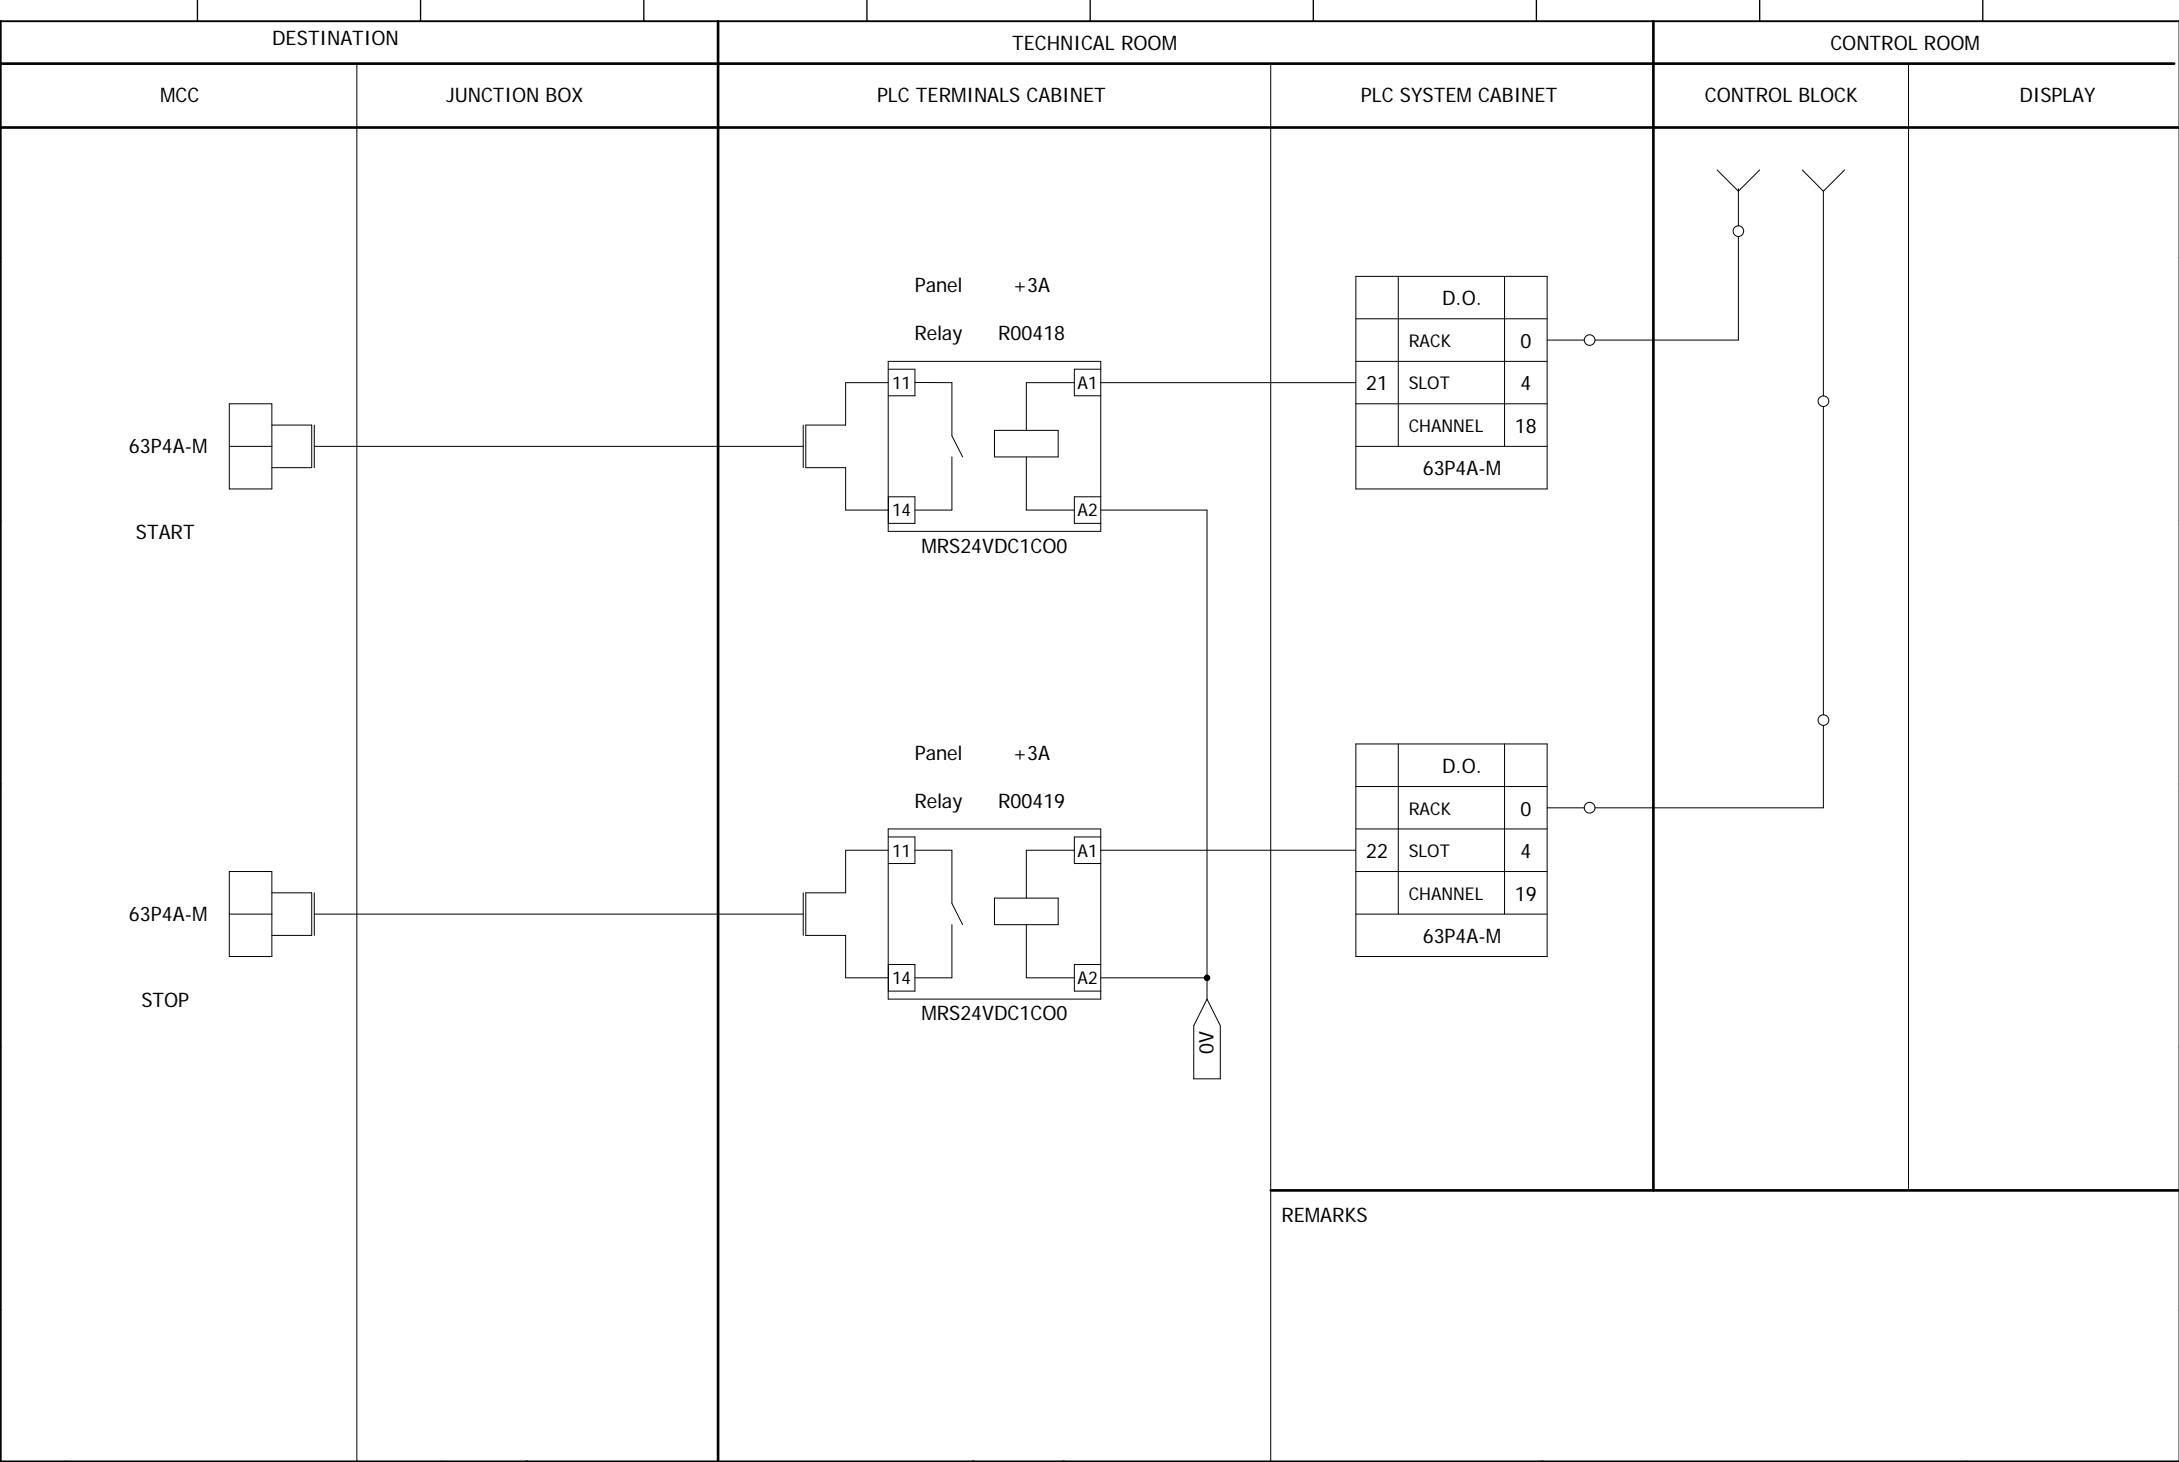 DESTINATION
TECHNICAL ROOM
CONTROL ROOM
MCC
JUNCTION BOX
PLC TERMINALS CABINET
PLC SYSTEM CABINET
CONTROL BLOCK
DISPLAY
Panel +3A
Relay R00418
11
A1
14
A2
MRS24VDC1CO0
63P4A-M
START
D.O.
RACK 0
21 SLOT 4
CHANNEL 18
63P4A-M
Panel +3A
Relay R00419
11
A1
14
A2
MRS24VDC1CO0
63P4A-M
STOP
D.O.
RACK 0
22 SLOT 4
CHANNEL 19
63P4A-M
0V
REMARKS